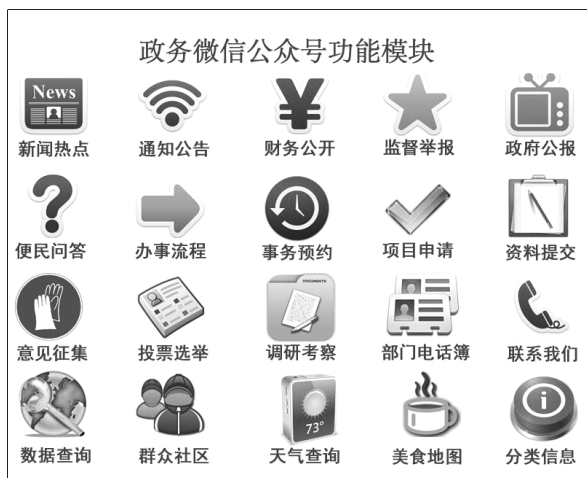 政务微信公众号功能模块
News
新闻热点 通知公告 财务公开 监督举报 政府公报
便民问答 办事流程 事务预约 项目申请 资料提交
DOCUMENTS
意见征集 投票选举 调研考察 部门电话簿 联系我们
73°
数据查询 群众社区 天气查询 美食地图 分类信息